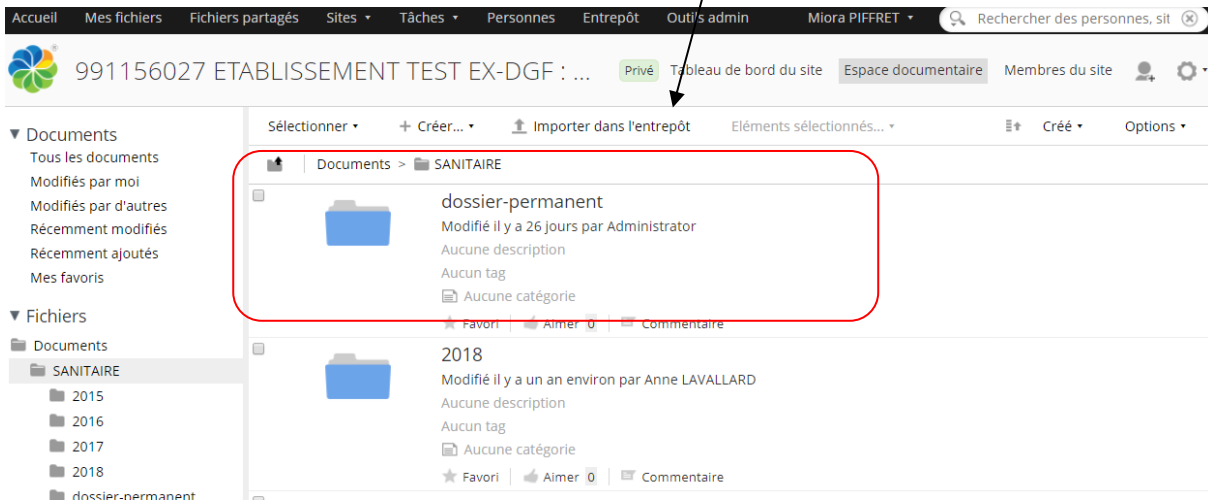 Accueil Mes fichiers Fichiers partagés Sites Tâches Personnes Entrepôt Outils admin Miora PIFFRET Rechercher des personnes, sit
991156027 ETABLISSEMENT TEST EX-DGF : ... Privé Tableau de bord du site Espace documentaire Membres du site
Sélectionner + Créer... Importer dans l'entrepôt Eléments sélectionnés... Créé Options
Documents > SANITAIRE
Documents
Tous les documents
Modifiés par moi
Modifiés par d'autres
Récemment modifiés
Récemment ajoutés
Mes favoris
Fichiers
Documents
SANITAIRE
2015
2016
2017
2018
dossier-permanent
dossier-permanent
Modifié il y a 26 jours par Administrator
Aucune description
Aucun tag
Aucune catégorie
Favori Aimer 0 Commentaire
2018
Modifié il y a un an environ par Anne LAVALLARD
Aucune description
Aucun tag
Aucune catégorie
Favori Aimer 0 Commentaire